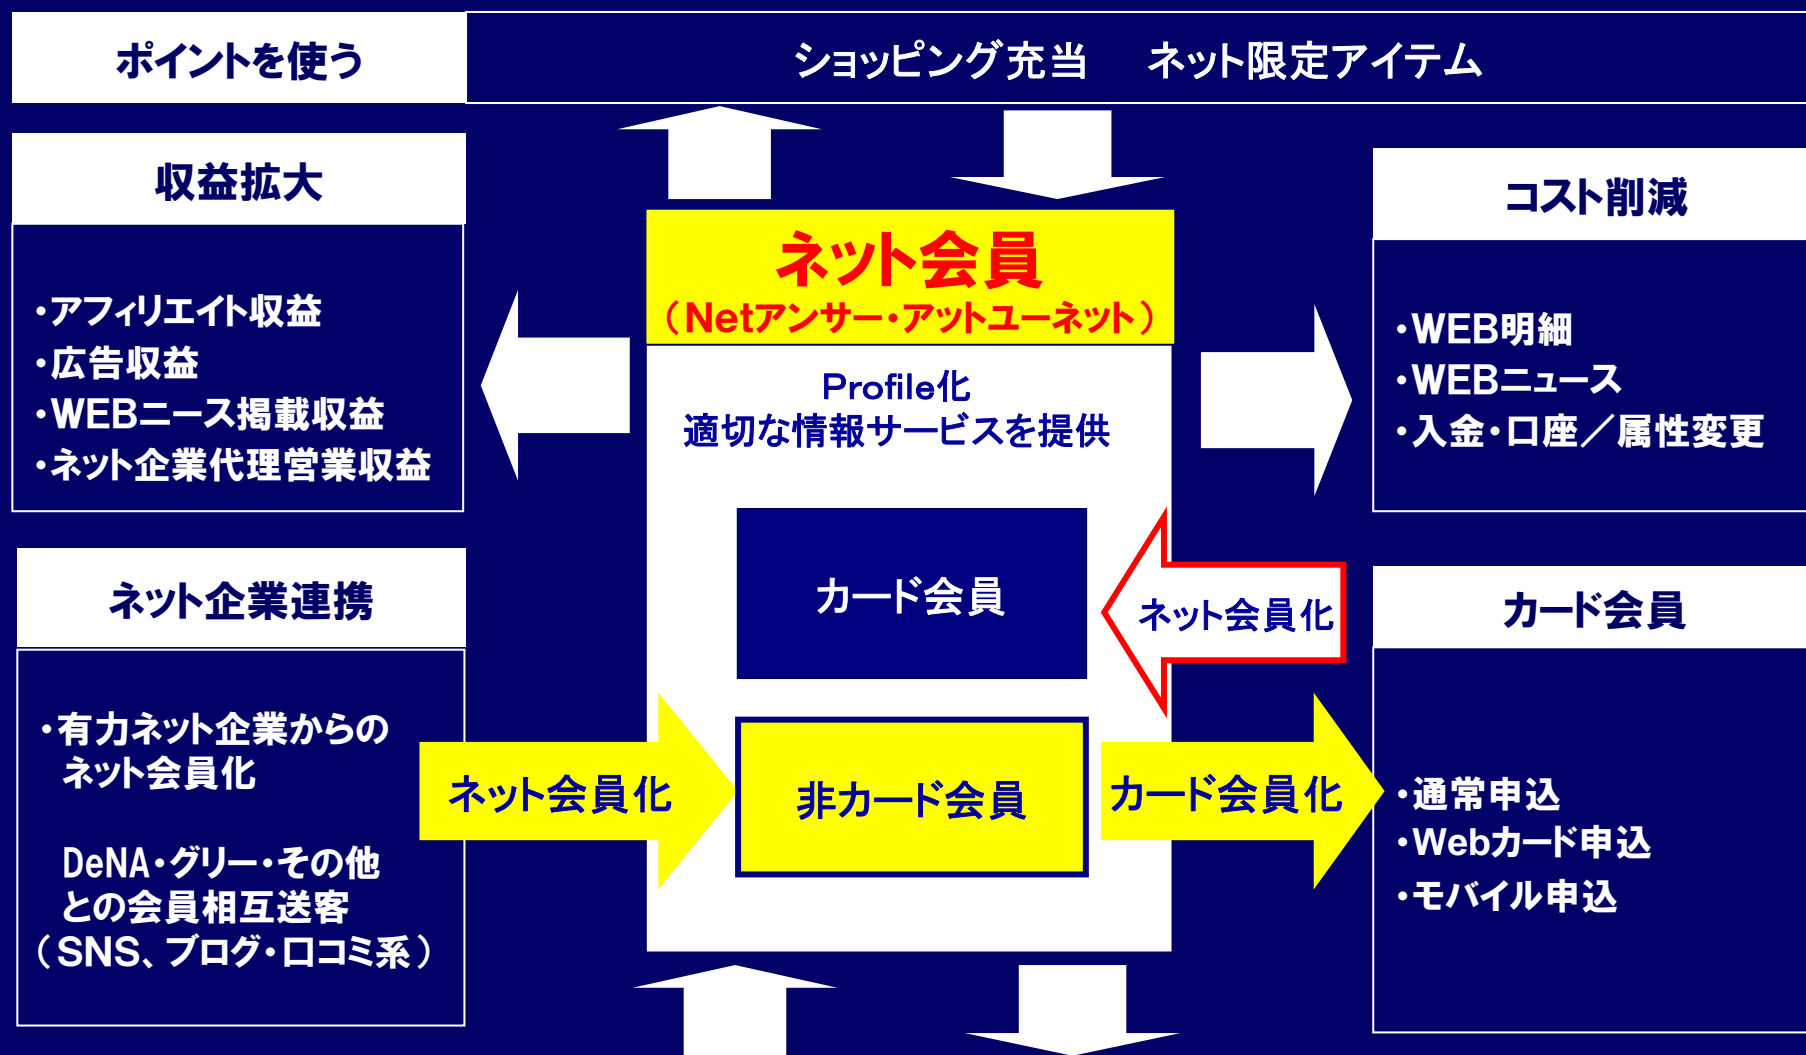 ポイントを使う
ショッピング充当　ネット限定アイテム
収益拡大
・アフィリエイト収益
・広告収益
・WEBニース掲載収益
・ネット企業代理営業収益
コスト削減
・WEB明細
・WEBニュース
・入金・口座／属性変更
ネット会員
（Netアンサー・アットユーネット）
Profile化
適切な情報サービスを提供
カード会員
非カード会員
ネット企業連携
・有力ネット企業からの
ネット会員化
DeNA・グリー・その他
との会員相互送客
（SNS、ブログ・口コミ系）
ネット会員化
ネット会員化
カード会員化
カード会員
・通常申込
・Webカード申込
・モバイル申込